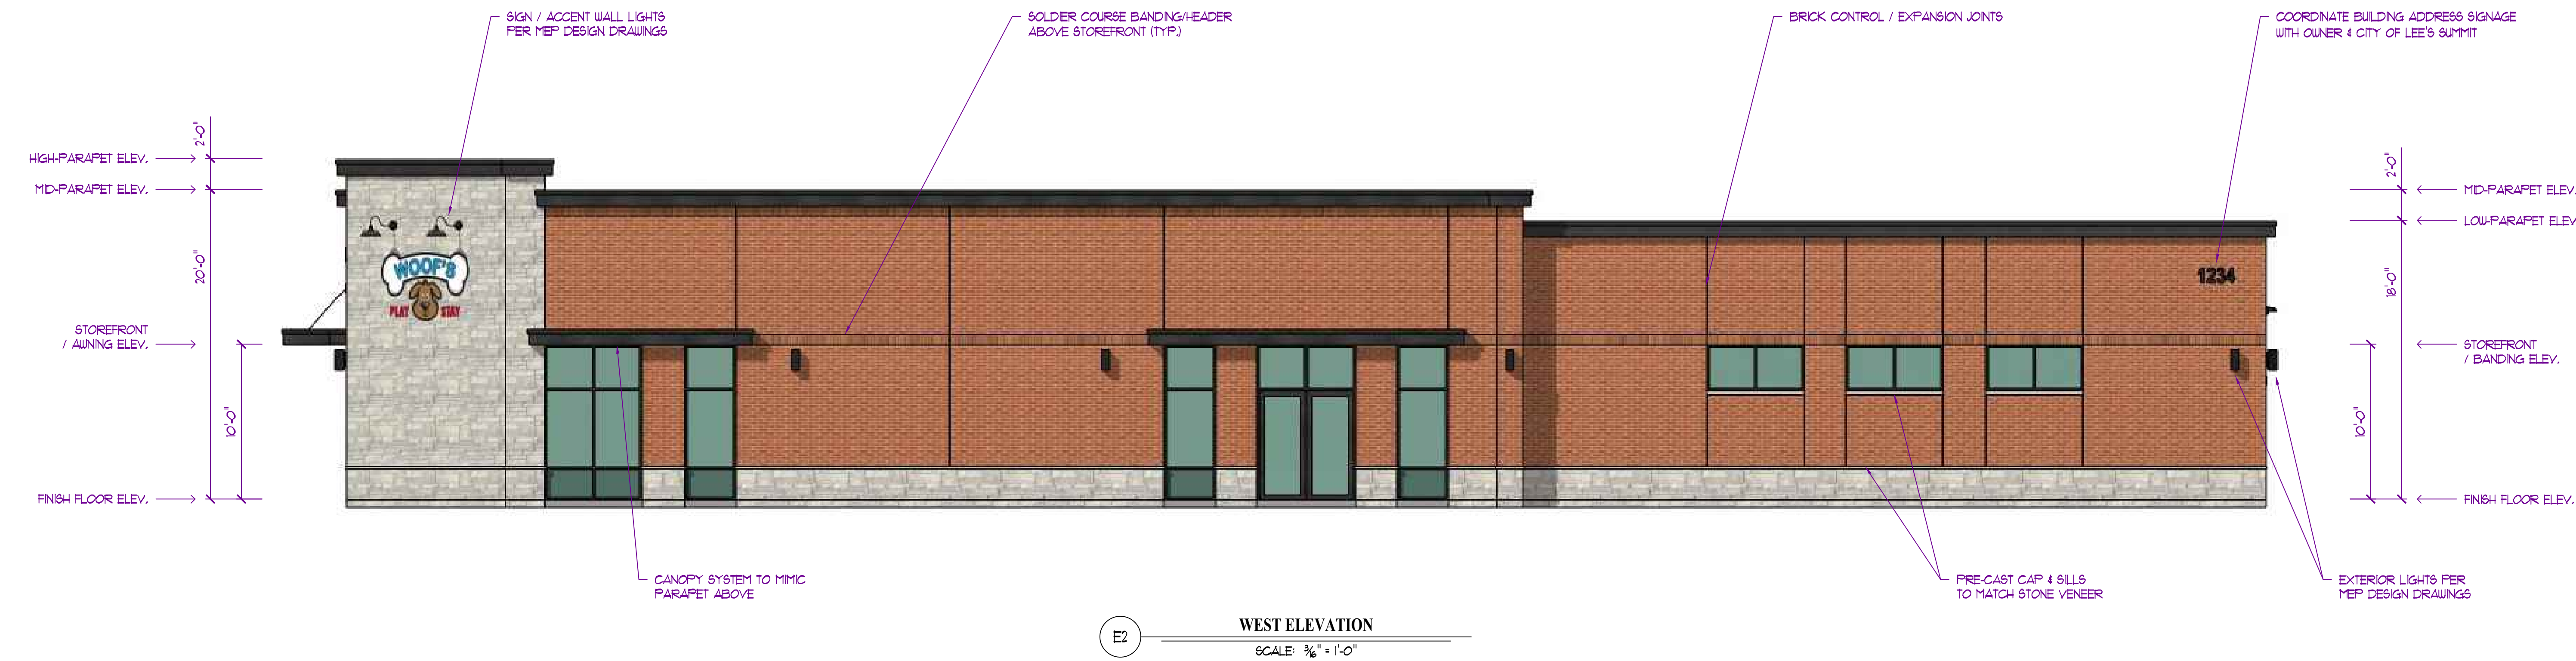 SIGN / ACCENT WALL LIGHTS
PER MEP DESIGN DRAWINGS
SOLDIER COURSE BANDING/HEADER
ABOVE STOREFRONT (TYP.)
BRICK CONTROL / EXPANSION JOINTS
COORDINATE BUILDING ADDRESS SIGNAGE
WITH OWNER & CITY OF LEE'S SUMMIT
2'-0"
HIGH-PARAPET ELEV.
MID-PARAPET ELEV.
20'-0"
STOREFRONT
/ AWNING ELEV.
10'-0"
FINISH FLOOR ELEV.
WOOF'S
PLAY STAY
1234
2'-0"
MID-PARAPET ELEV.
LOW-PARAPET ELEV
18'-0"
STOREFRONT
/ BANDING ELEV.
10'-0"
FINISH FLOOR ELEV.
CANOPY SYSTEM TO MIMIC
PARAPET ABOVE
PRE-CAST CAP & SILLS
TO MATCH STONE VENEER
EXTERIOR LIGHTS PER
MEP DESIGN DRAWINGS
E2
WEST ELEVATION
SCALE: 3/16" = 1'-0"